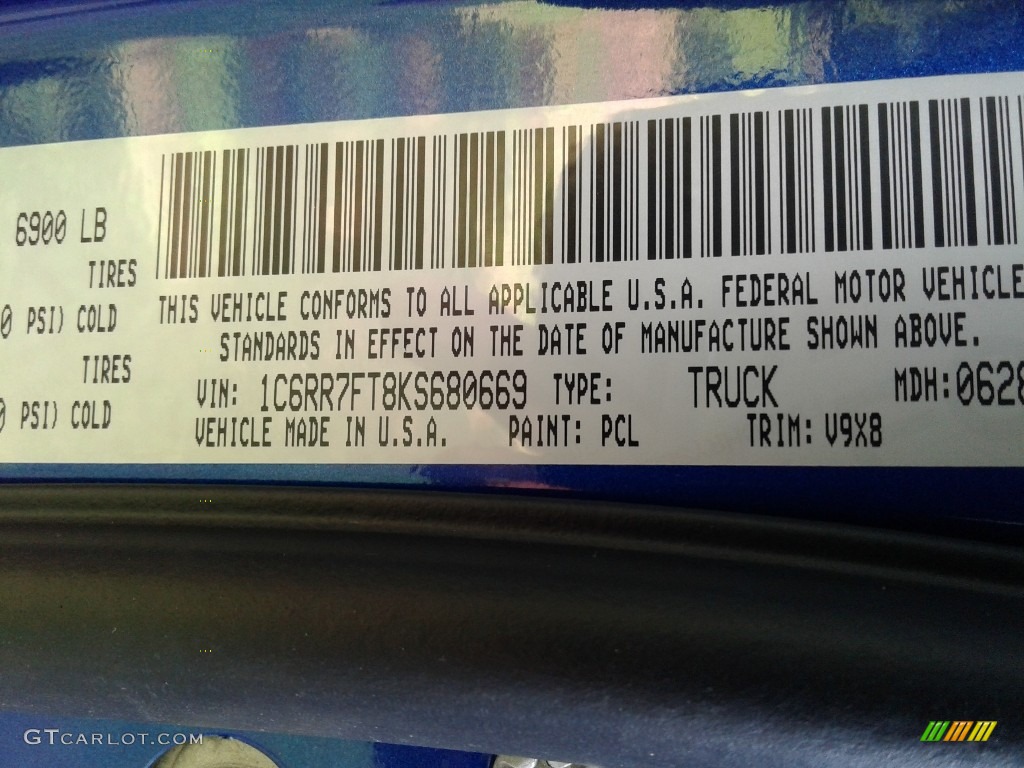 6900 LB
TIRES
0 PSI) COLD
TIRES
0 PSI) COLD
THIS VEHICLE CONFORMS TO ALL APPLICABLE U.S.A. FEDERAL MOTOR VEHICLE
STANDARDS IN EFFECT ON THE DATE OF MANUFACTURE SHOWN ABOVE.
VIN: 1C6RR7FT8KS680669 TYPE: TRUCK MDH:0628
VEHICLE MADE IN U.S.A. PAINT: PCL TRIM: V9X8
GTCARLOT.COM